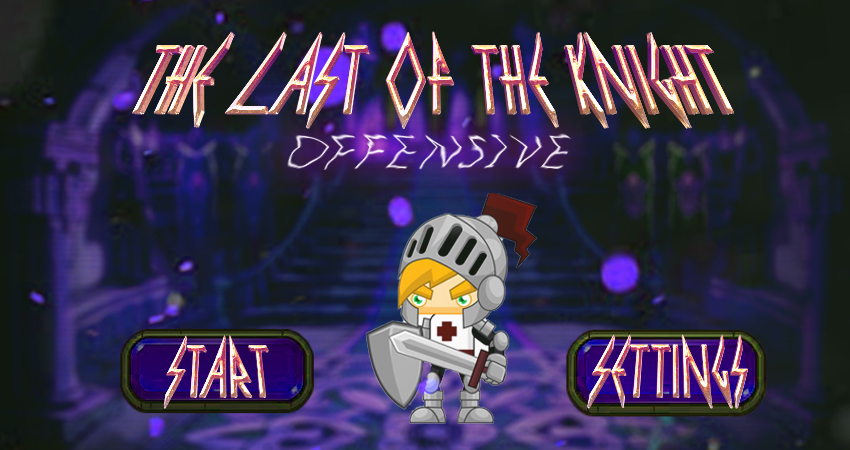 THE LAST OF THE KNIGHT
OFFENSIVE
START
SETTINGS